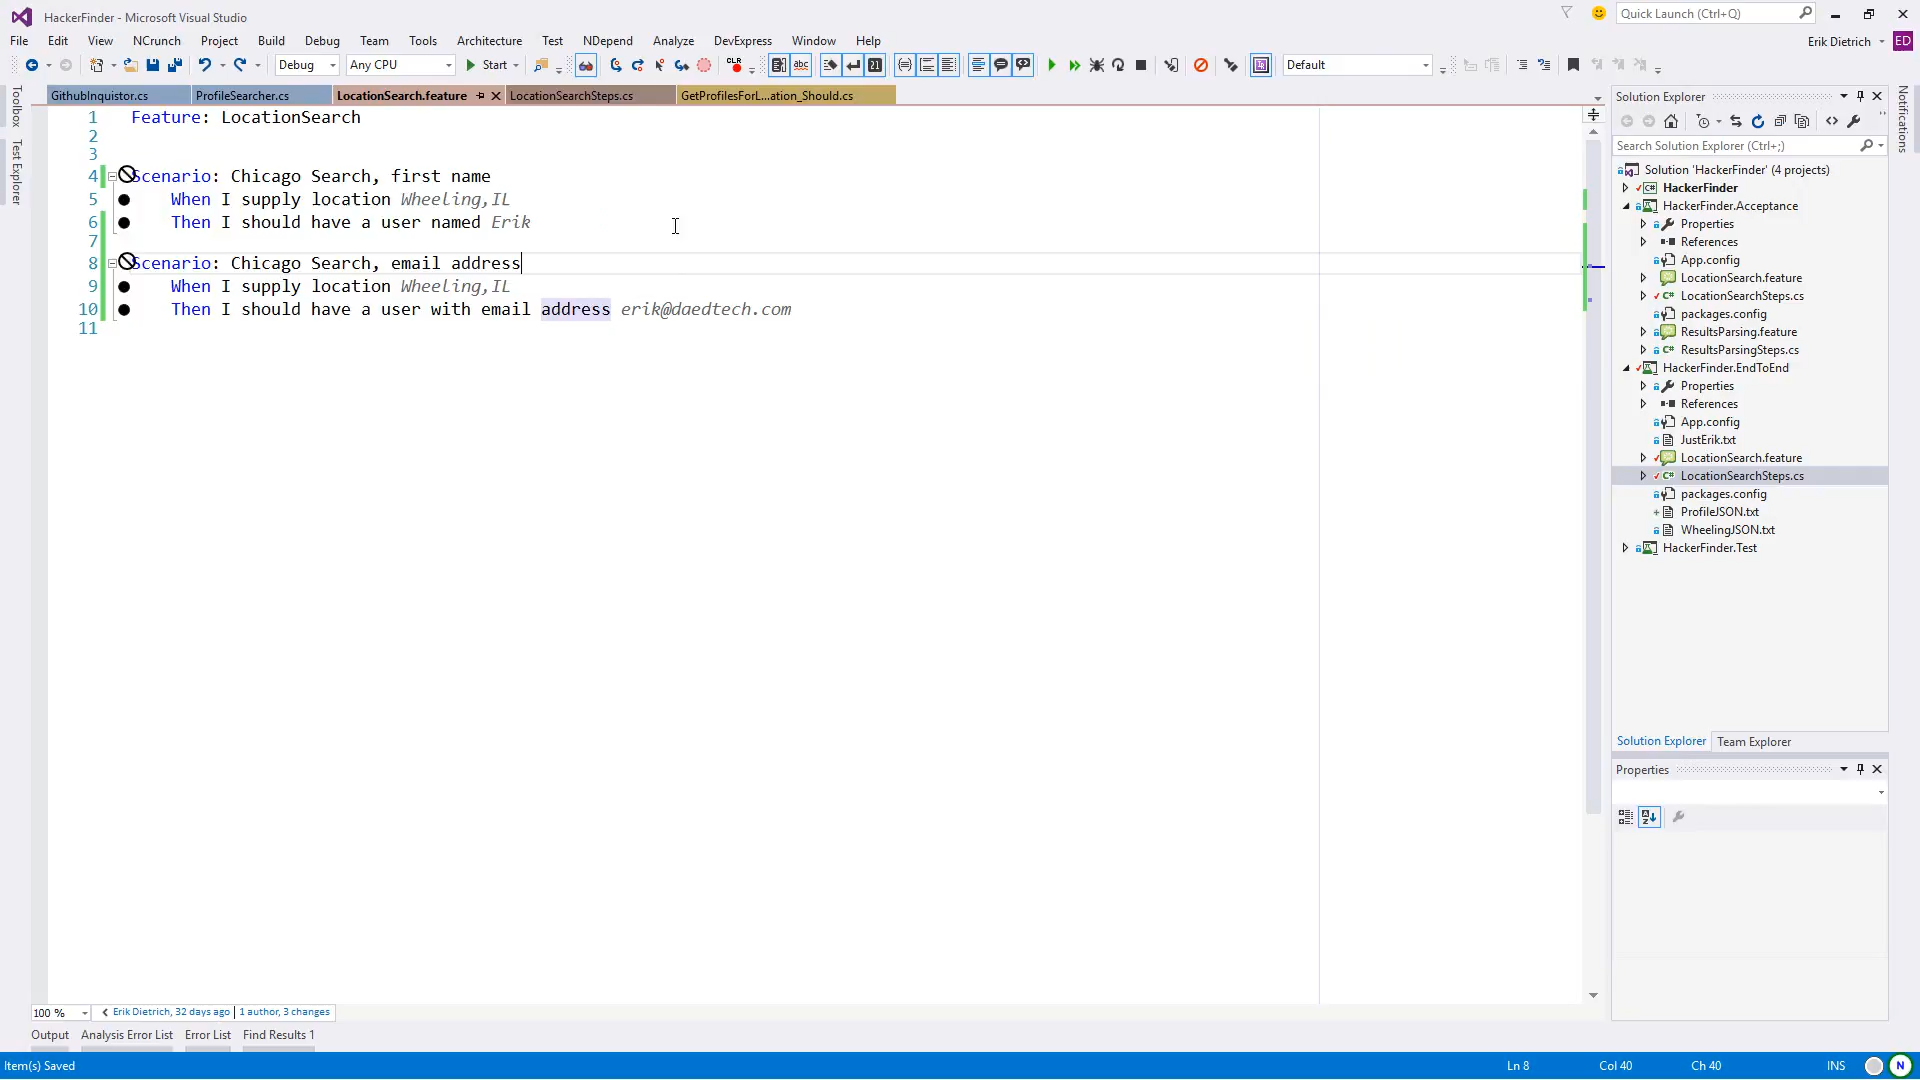 HackerFinder - Microsoft Visual Studio
Quick Launch (Ctrl+Q)
File Edit View NCrunch Project Build Debug Team Tools Architecture Test NDepend Analyze DevExpress Window Help
Erik Dietrich ED
Debug Any CPU Start CLR Default
GithubInquistor.cs ProfileSearcher.cs LocationSearch.feature LocationSearchSteps.cs GetProfilesForL...ation_Should.cs
Toolbox
Test Explorer
1 Feature: LocationSearch
2
3
4 Scenario: Chicago Search, first name
5 When I supply location Wheeling,IL
6 Then I should have a user named Erik
7
8 Scenario: Chicago Search, email address
9 When I supply location Wheeling,IL
10 Then I should have a user with email address erik@daedtech.com
11
Solution Explorer
Search Solution Explorer (Ctrl+;)
Solution 'HackerFinder' (4 projects)
HackerFinder
HackerFinder.Acceptance
Properties
References
App.config
LocationSearch.feature
LocationSearchSteps.cs
packages.config
ResultsParsing.feature
ResultsParsingSteps.cs
HackerFinder.EndToEnd
Properties
References
App.config
JustErik.txt
LocationSearch.feature
LocationSearchSteps.cs
packages.config
ProfileJSON.txt
WheelingJSON.txt
HackerFinder.Test
Solution Explorer Team Explorer
Properties
Notifications
100 % Erik Dietrich, 32 days ago | 1 author, 3 changes
Output Analysis Error List Error List Find Results 1
Item(s) Saved Ln 8 Col 40 Ch 40 INS N